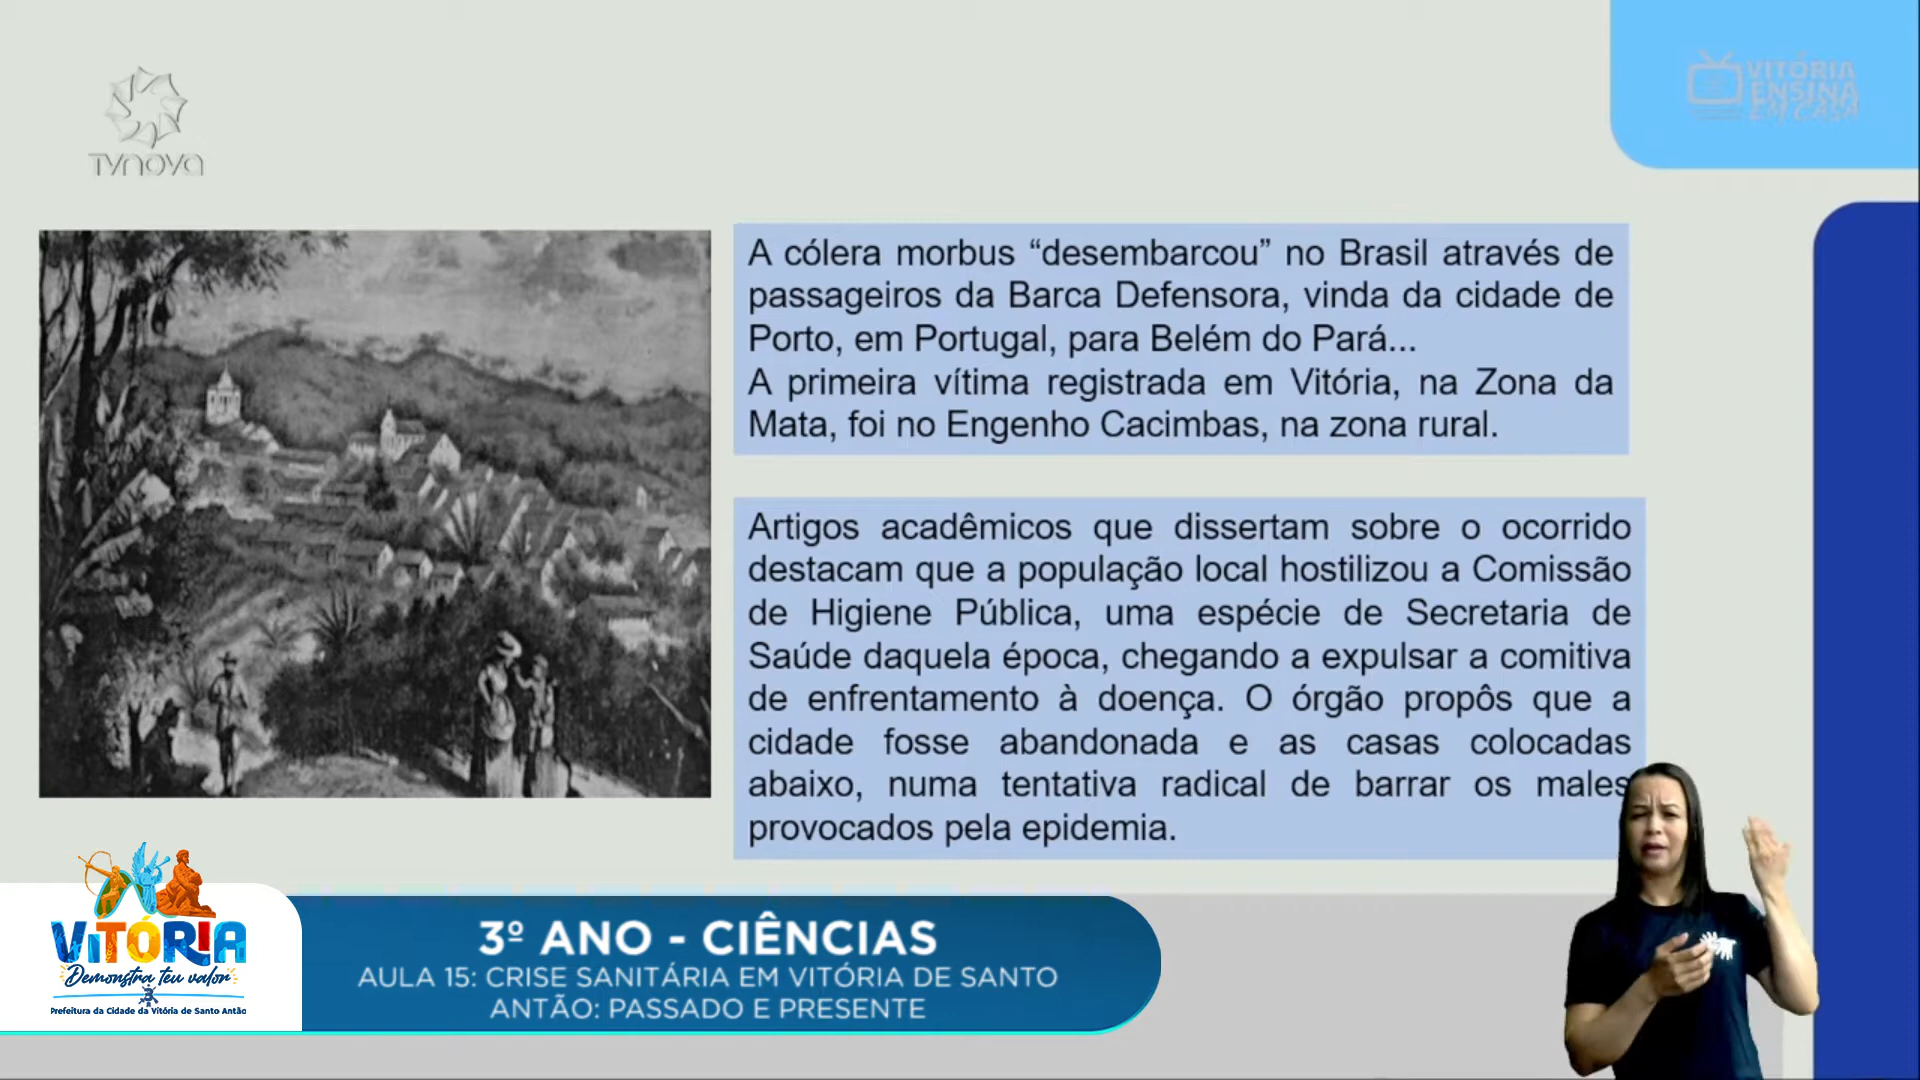 TVNOVA
VITÓRIA
ENSINA
EM CASA
A cólera morbus “desembarcou” no Brasil através de
passageiros da Barca Defensora, vinda da cidade de
Porto, em Portugal, para Belém do Pará...
A primeira vítima registrada em Vitória, na Zona da
Mata, foi no Engenho Cacimbas, na zona rural.
Artigos acadêmicos que dissertam sobre o ocorrido
destacam que a população local hostilizou a Comissão
de Higiene Pública, uma espécie de Secretaria de
Saúde daquela época, chegando a expulsar a comitiva
de enfrentamento à doença. O órgão propôs que a
cidade fosse abandonada e as casas colocadas
abaixo, numa tentativa radical de barrar os males
provocados pela epidemia.
VITÓRIA
Demonstra teu valor
Prefeitura da Cidade da Vitória de Santo Antão
3º ANO - CIÊNCIAS
AULA 15: CRISE SANITÁRIA EM VITÓRIA DE SANTO
ANTÃO: PASSADO E PRESENTE